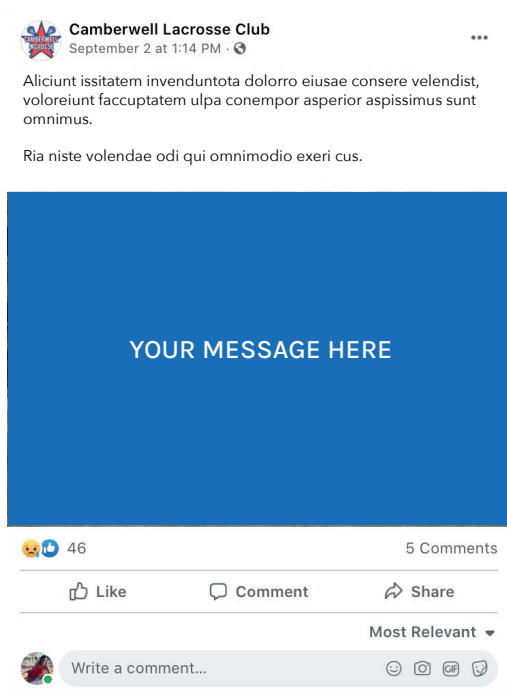 Camberwell Lacrosse Club
September 2 at 1:14 PM ·
Aliciunt issitatem invenduntota dolorro eiusae consere velendist,
voloreiunt faccuptatem ulpa conempor asperior aspissimus sunt
omnimus.
Ria niste volendae odi qui omnimodio exeri cus.
YOUR MESSAGE HERE
46
5 Comments
Like
Comment
Share
Most Relevant
Write a comment...
GIF